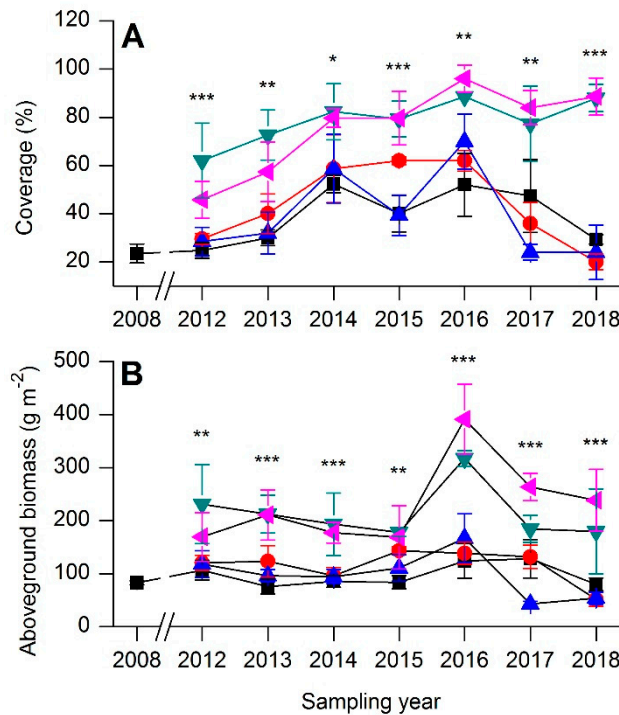 A
120
100
80
60
40
20
Coverage (%)
*** ** * *** ** ** ***
2008 2012 2013 2014 2015 2016 2017 2018
B
500
400
300
200
100
0
Aboveground biomass (g m⁻²)
** *** *** ** *** *** ***
2008 2012 2013 2014 2015 2016 2017 2018
Sampling year